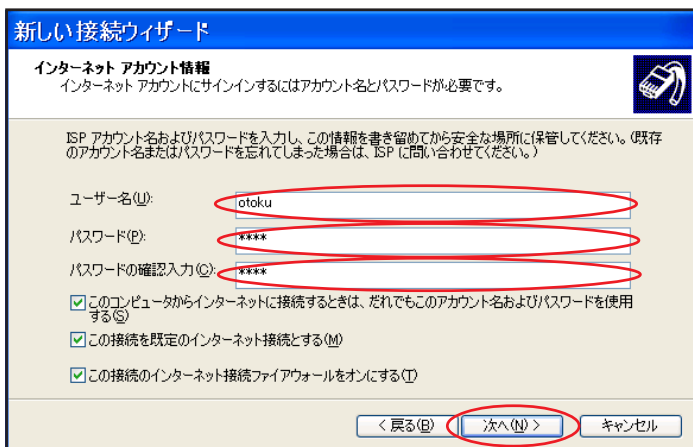 新しい接続ウィザード
インターネット アカウント情報
インターネット アカウントにサインインするにはアカウント名とパスワードが必要です。
ISP アカウント名およびパスワードを入力し、この情報を書き留めてから安全な場所に保管してください。(既存
のアカウント名またはパスワードを忘れてしまった場合は、ISP に問い合わせてください。)
ユーザー名(U): otoku
パスワード(P): ****
パスワードの確認入力(C): ****
このコンピュータからインターネットに接続するときは、だれでもこのアカウント名およびパスワードを使用
する(S)
この接続を既定のインターネット接続とする(M)
この接続のインターネット接続ファイアウォールをオンにする(T)
< 戻る(B) 次へ(N) > キャンセル